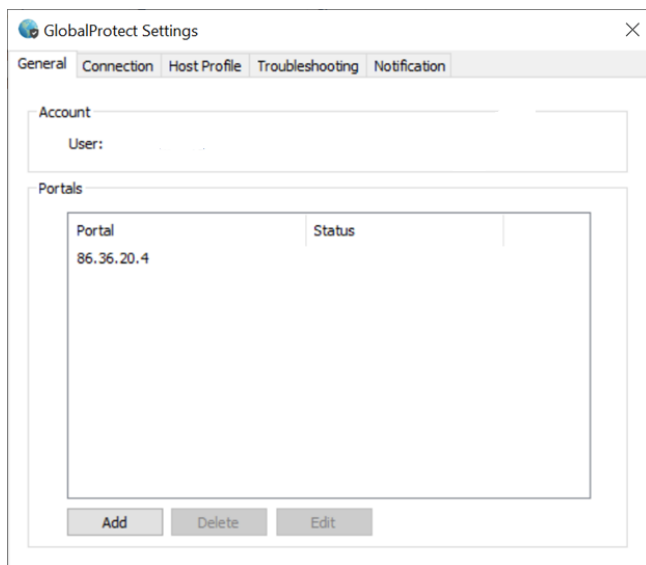 GlobalProtect Settings
General Connection Host Profile Troubleshooting Notification
Account
User:
Portals
Portal Status
86.36.20.4
Add Delete Edit